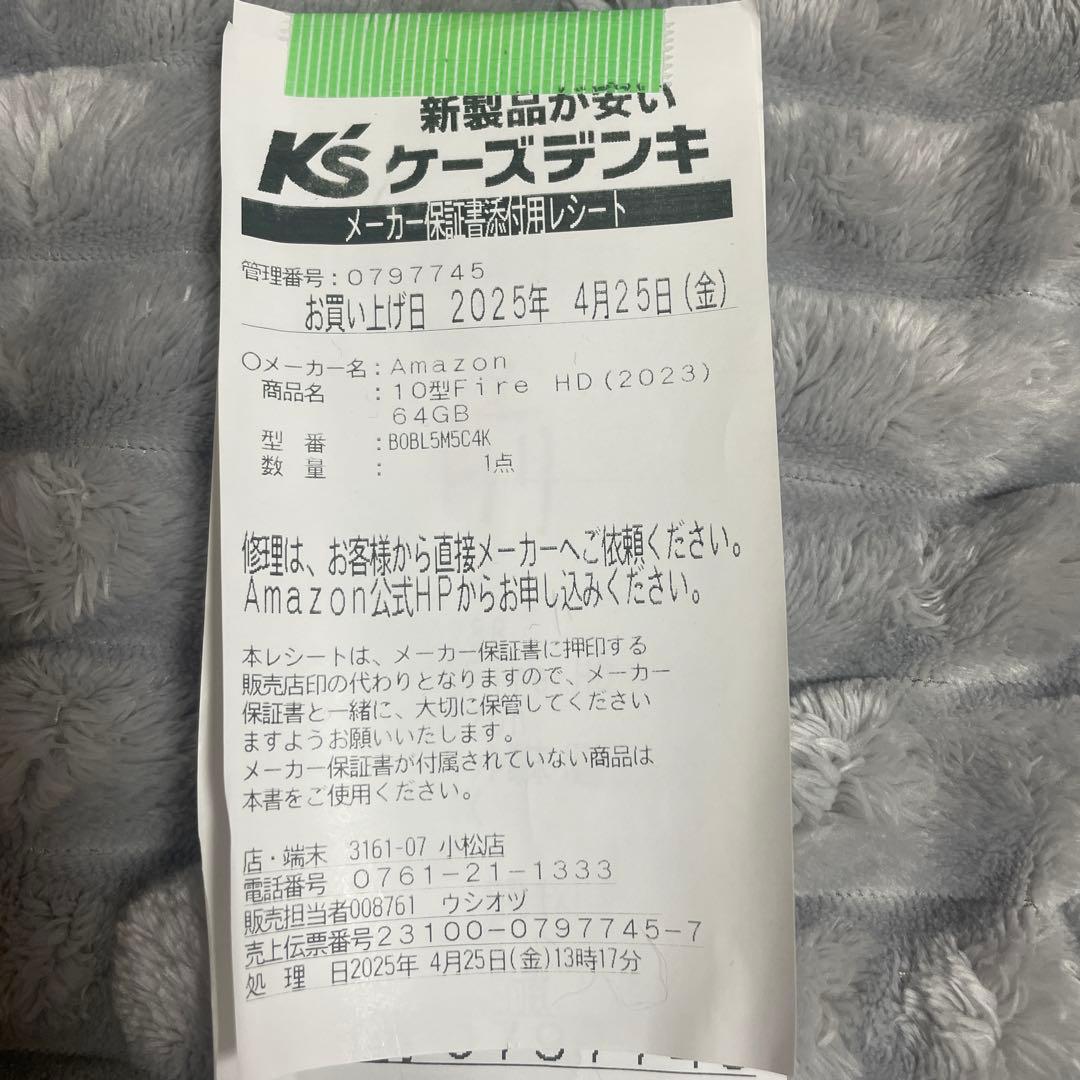 新製品が安い
K's ケーズデンキ
メーカー保証書添付用レシート
管理番号：0797745
お買い上げ日 2025年 4月25日(金)
○メーカー名：Amazon
商品名 ：10型Fire HD(2023)
64GB
型 番 ：B0BL5M5C4K
数 量 ： 1点
修理は、お客様から直接メーカーへご依頼ください。
Amazon公式HPからお申し込みください。
本レシートは、メーカー保証書に押印する
販売店印の代わりとなりますので、メーカー
保証書と一緒に、大切に保管してください
ますようお願いいたします。
メーカー保証書が付属されていない商品は
本書をご使用ください。
店・端末 3161-07 小松店
電話番号 0761-21-1333
販売担当者008761 ウシオヅ
売上伝票番号23100-0797745-7
処 理 日2025年 4月25日(金)13時17分